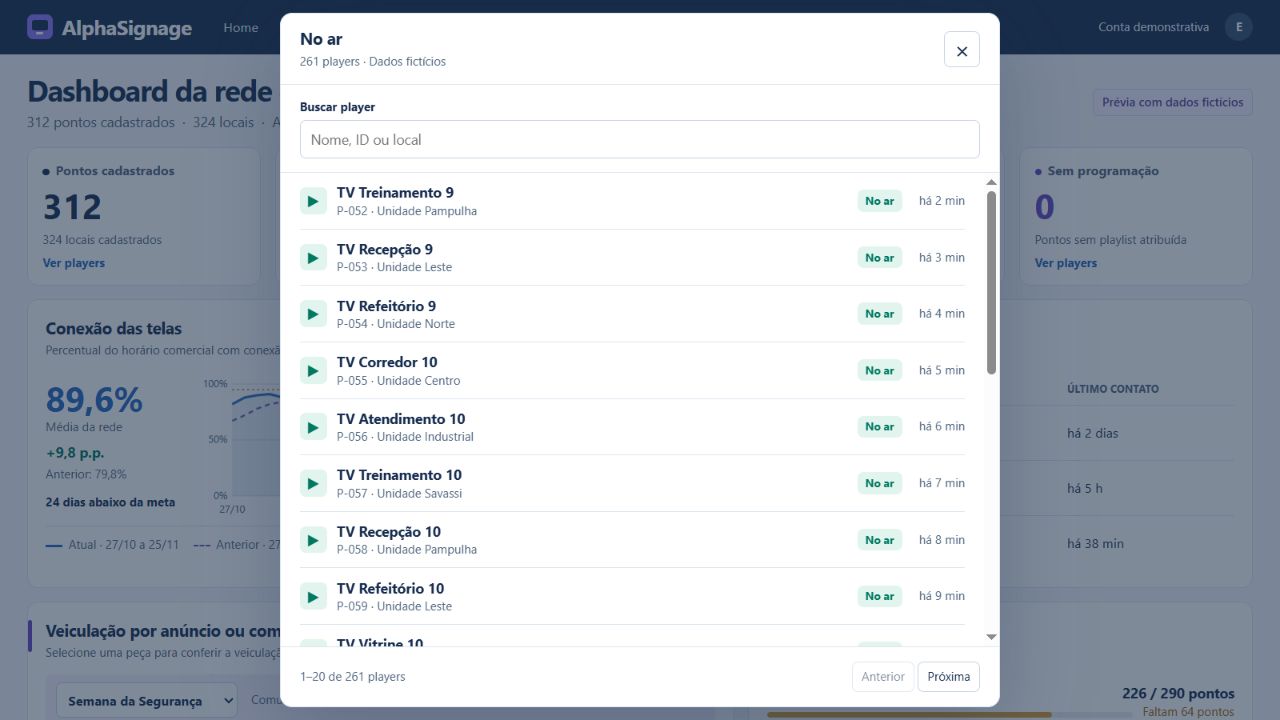 AlphaSignage
Home
Conta demonstrativa
E
Dashboard da rede
312 pontos cadastrados · 324 locais · A
Prévia com dados fictícios
Pontos cadastrados
312
324 locais cadastrados
Ver players
Sem programação
0
Pontos sem playlist atribuída
Ver players
Conexão das telas
Percentual do horário comercial com conexã
89,6%
Média da rede
+9,8 p.p.
Anterior: 79,8%
24 dias abaixo da meta
100%
50%
0%
27/10
Atual · 27/10 a 25/11
Anterior · 27
ÚLTIMO CONTATO
há 2 dias
há 5 h
há 38 min
Veiculação por anúncio ou com
Selecione uma peça para conferir a veiculaçã
Semana da Segurança
Comu
226 / 290 pontos
Faltam 64 pontos
No ar
261 players · Dados fictícios
×
Buscar player
Nome, ID ou local
TV Treinamento 9
P-052 · Unidade Pampulha
No ar
há 2 min
TV Recepção 9
P-053 · Unidade Leste
No ar
há 3 min
TV Refeitório 9
P-054 · Unidade Norte
No ar
há 4 min
TV Corredor 10
P-055 · Unidade Centro
No ar
há 5 min
TV Atendimento 10
P-056 · Unidade Industrial
No ar
há 6 min
TV Treinamento 10
P-057 · Unidade Savassi
No ar
há 7 min
TV Recepção 10
P-058 · Unidade Pampulha
No ar
há 8 min
TV Refeitório 10
P-059 · Unidade Leste
No ar
há 9 min
TV Vitrine 10
1–20 de 261 players
Anterior
Próxima